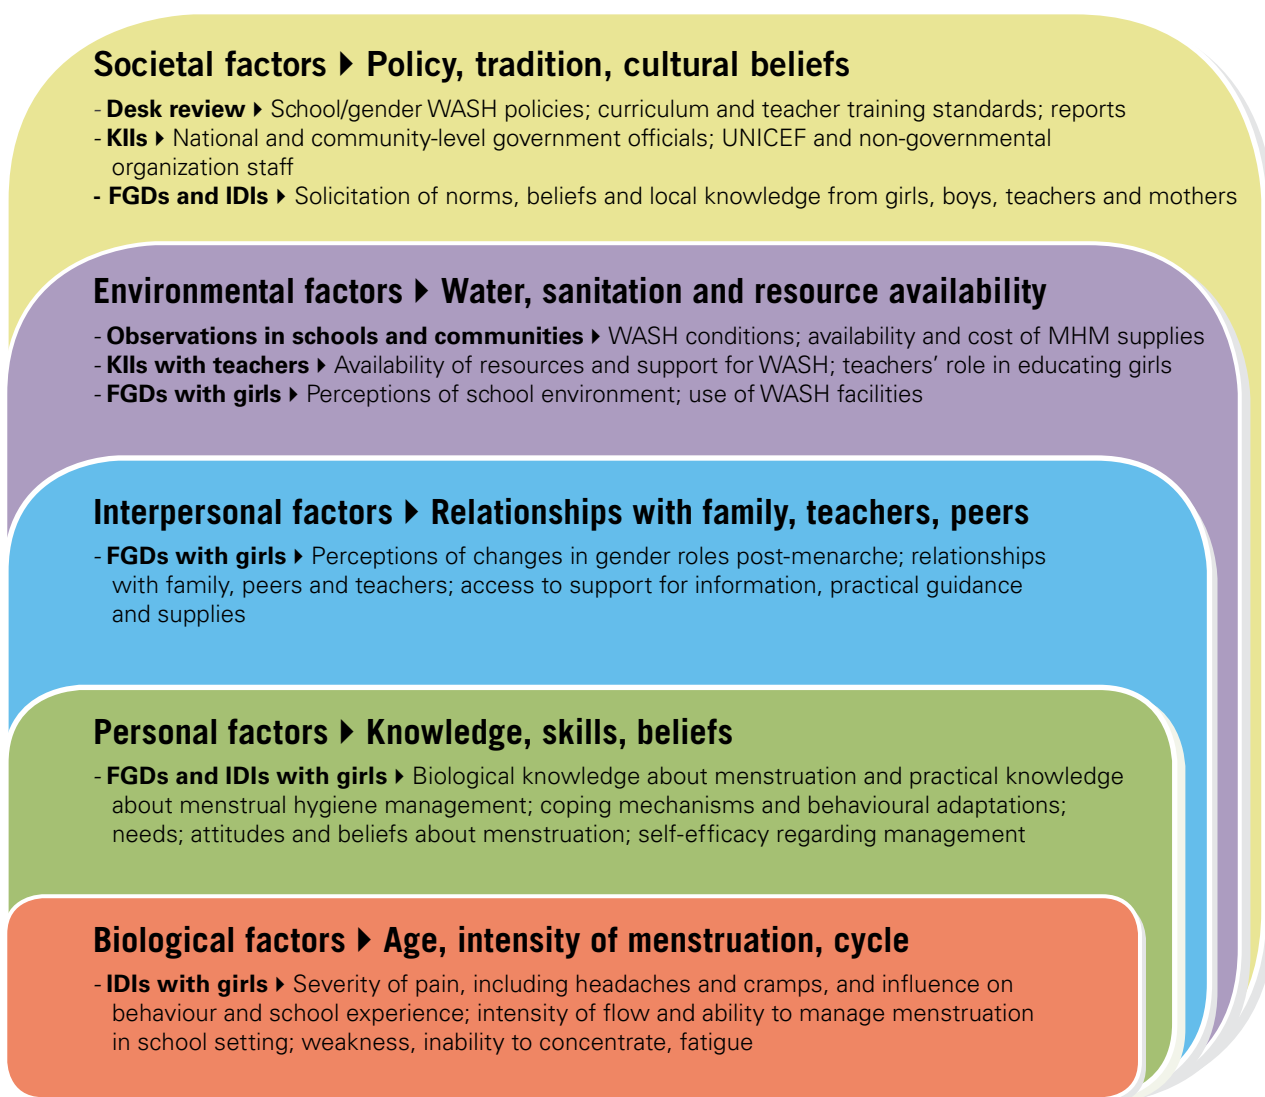 Societal factors ▸ Policy, tradition, cultural beliefs
- Desk review ▸ School/gender WASH policies; curriculum and teacher training standards; reports
- KIIs ▸ National and community-level government officials; UNICEF and non-governmental
organization staff
- FGDs and IDIs ▸ Solicitation of norms, beliefs and local knowledge from girls, boys, teachers and mothers
Environmental factors ▸ Water, sanitation and resource availability
- Observations in schools and communities ▸ WASH conditions; availability and cost of MHM supplies
- KIIs with teachers ▸ Availability of resources and support for WASH; teachers’ role in educating girls
- FGDs with girls ▸ Perceptions of school environment; use of WASH facilities
Interpersonal factors ▸ Relationships with family, teachers, peers
- FGDs with girls ▸ Perceptions of changes in gender roles post-menarche; relationships
with family, peers and teachers; access to support for information, practical guidance
and supplies
Personal factors ▸ Knowledge, skills, beliefs
- FGDs and IDIs with girls ▸ Biological knowledge about menstruation and practical knowledge
about menstrual hygiene management; coping mechanisms and behavioural adaptations;
needs; attitudes and beliefs about menstruation; self-efficacy regarding management
Biological factors ▸ Age, intensity of menstruation, cycle
- IDIs with girls ▸ Severity of pain, including headaches and cramps, and influence on
behaviour and school experience; intensity of flow and ability to manage menstruation
in school setting; weakness, inability to concentrate, fatigue